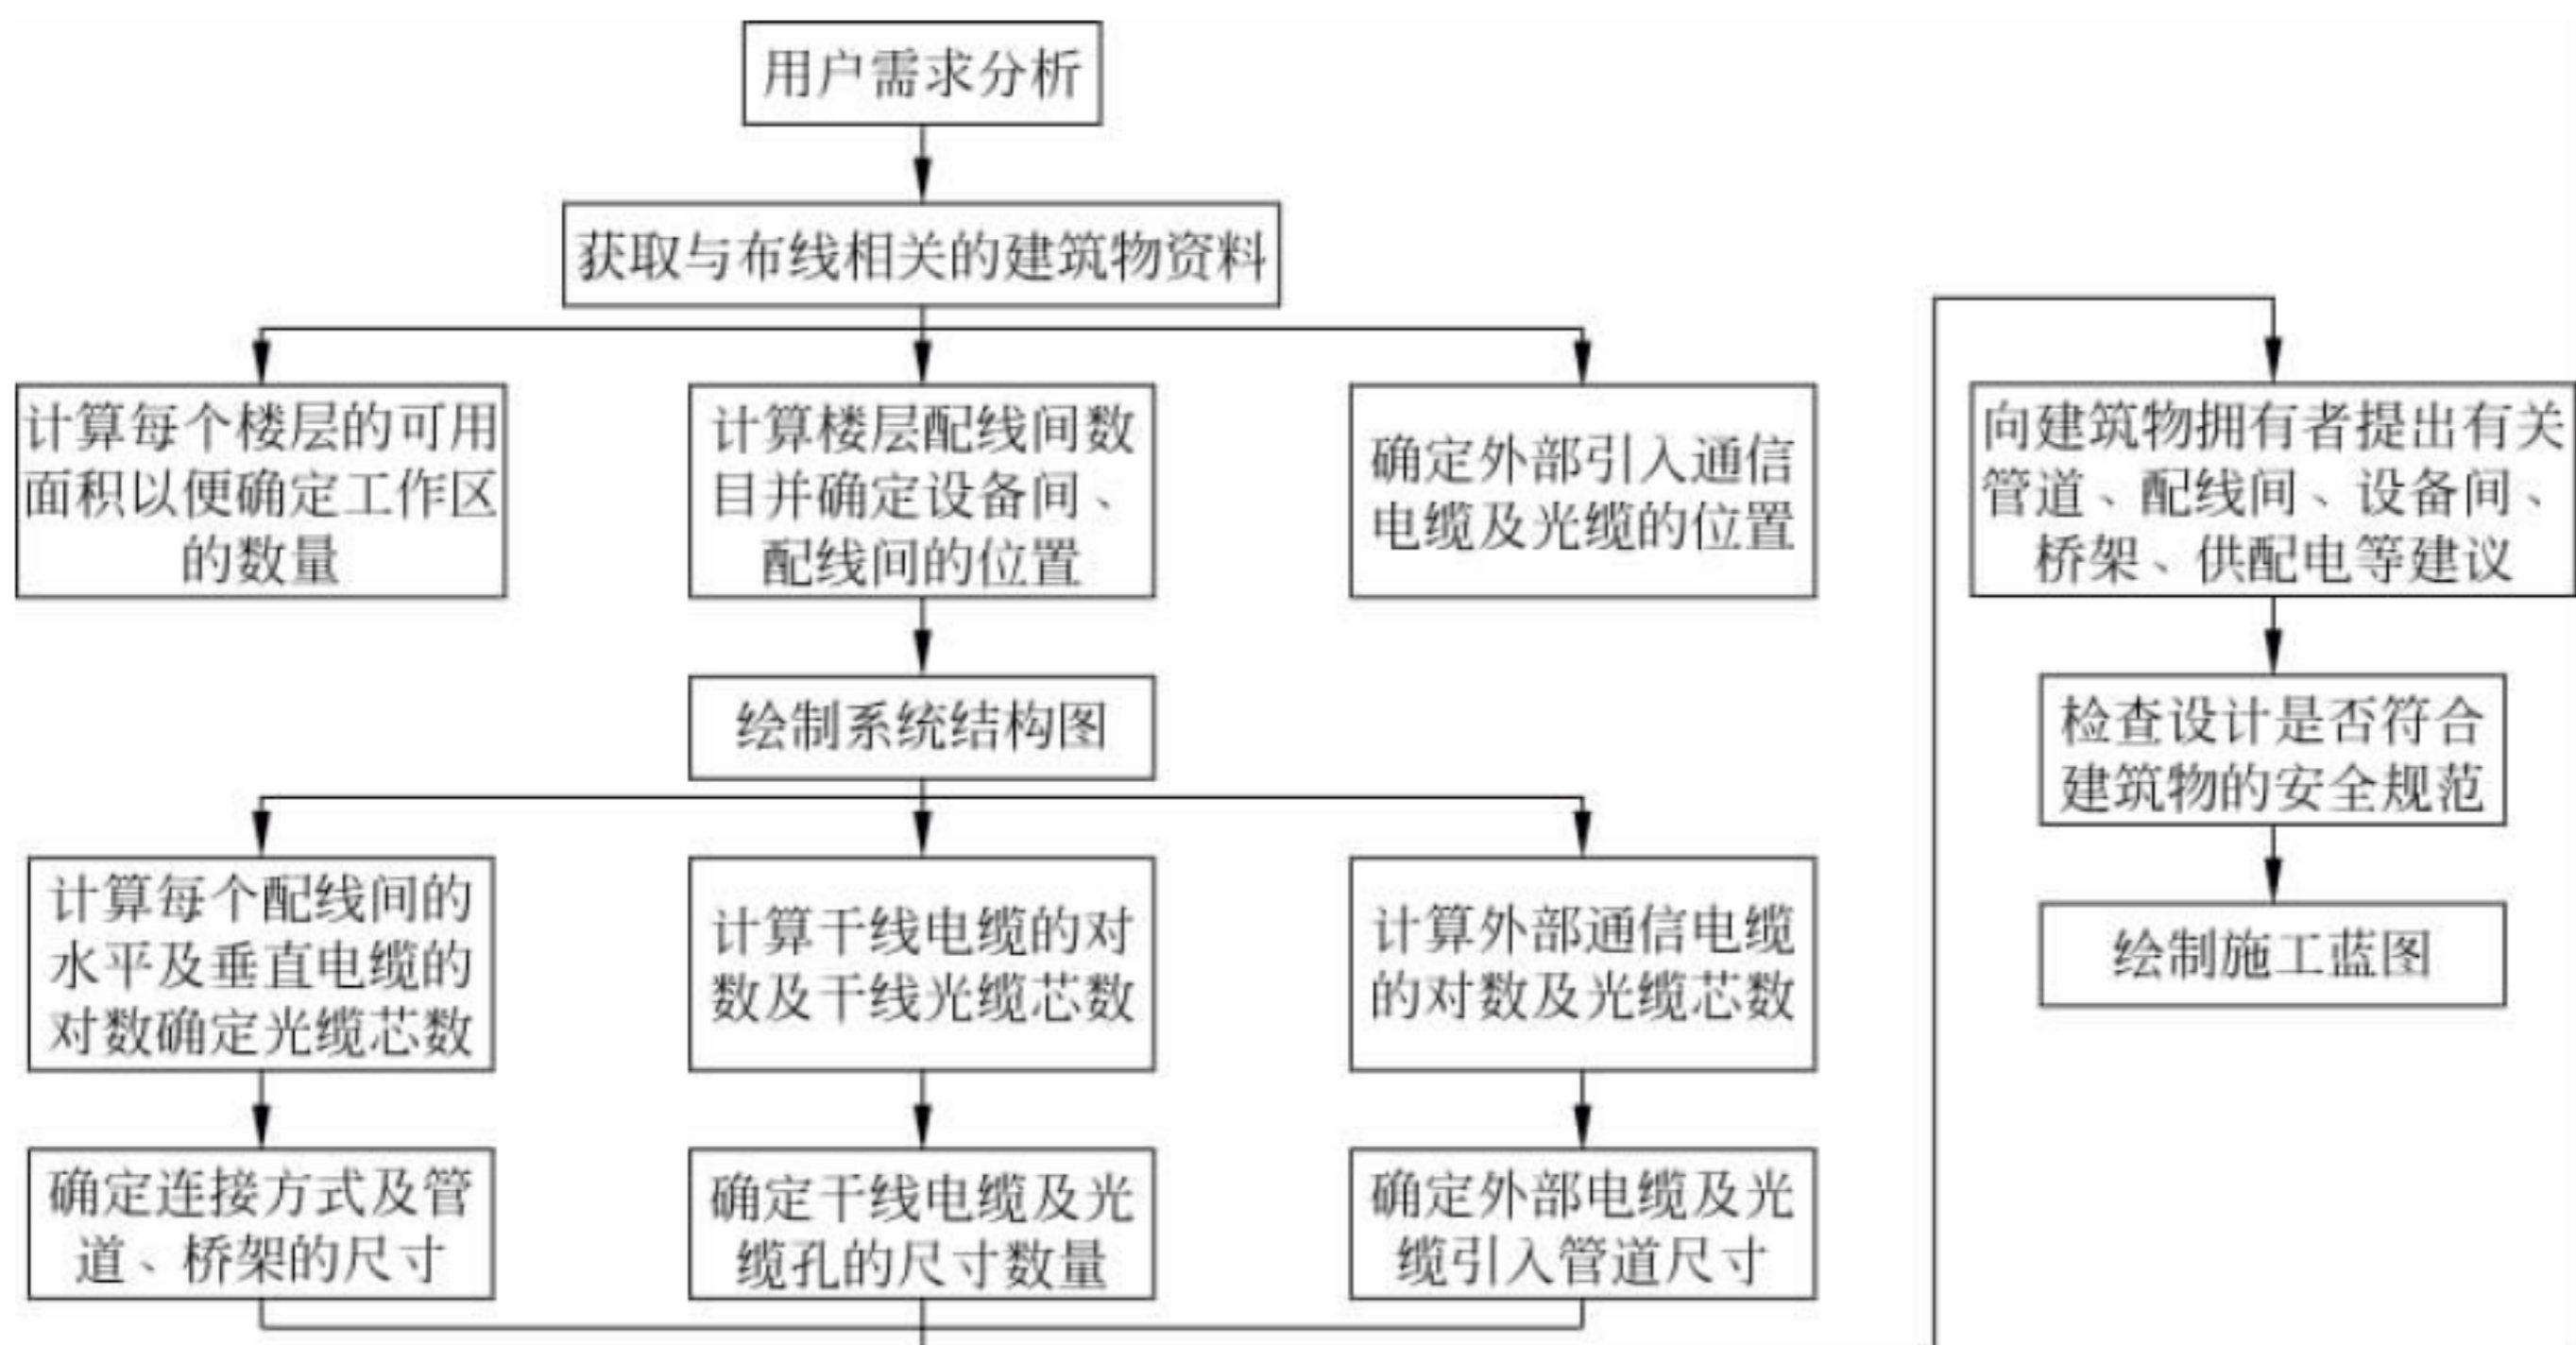 用户需求分析
获取与布线相关的建筑物资料
计算每个楼层的可用
面积以便确定工作区
的数量
计算楼层配线间数
目并确定设备间、
配线间的位置
确定外部引入通信
电缆及光缆的位置
绘制系统结构图
计算每个配线间的
水平及垂直电缆的
对数确定光缆芯数
计算干线电缆的对
数及干线光缆芯数
计算外部通信电缆
的对数及光缆芯数
确定连接方式及管
道、桥架的尺寸
确定干线电缆及光
缆孔的尺寸数量
确定外部电缆及光
缆引入管道尺寸
向建筑物拥有者提出有关
管道、配线间、设备间、
桥架、供配电等建议
检查设计是否符合
建筑物的安全规范
绘制施工蓝图